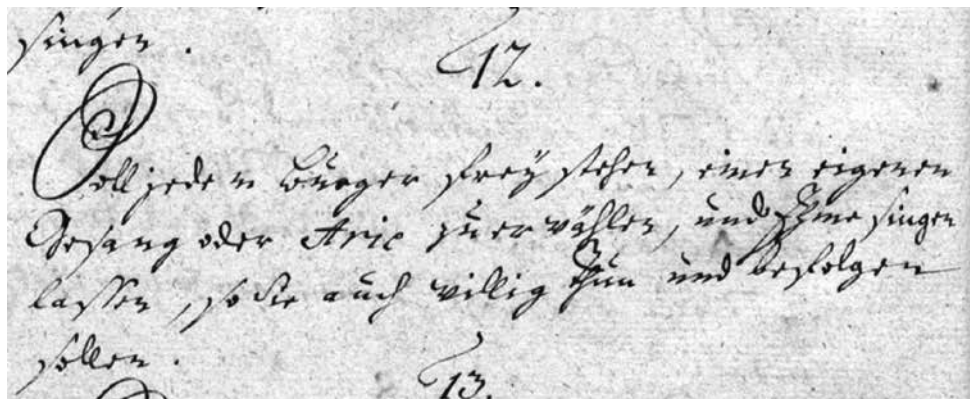 singen.
12.
Soll jedem burger frey stehen, einen eigenen
Gesang oder Arie zu erwöhlen, und Ihme singen
lassen, so sie auch willig thun und befolgen
sollen.
13.